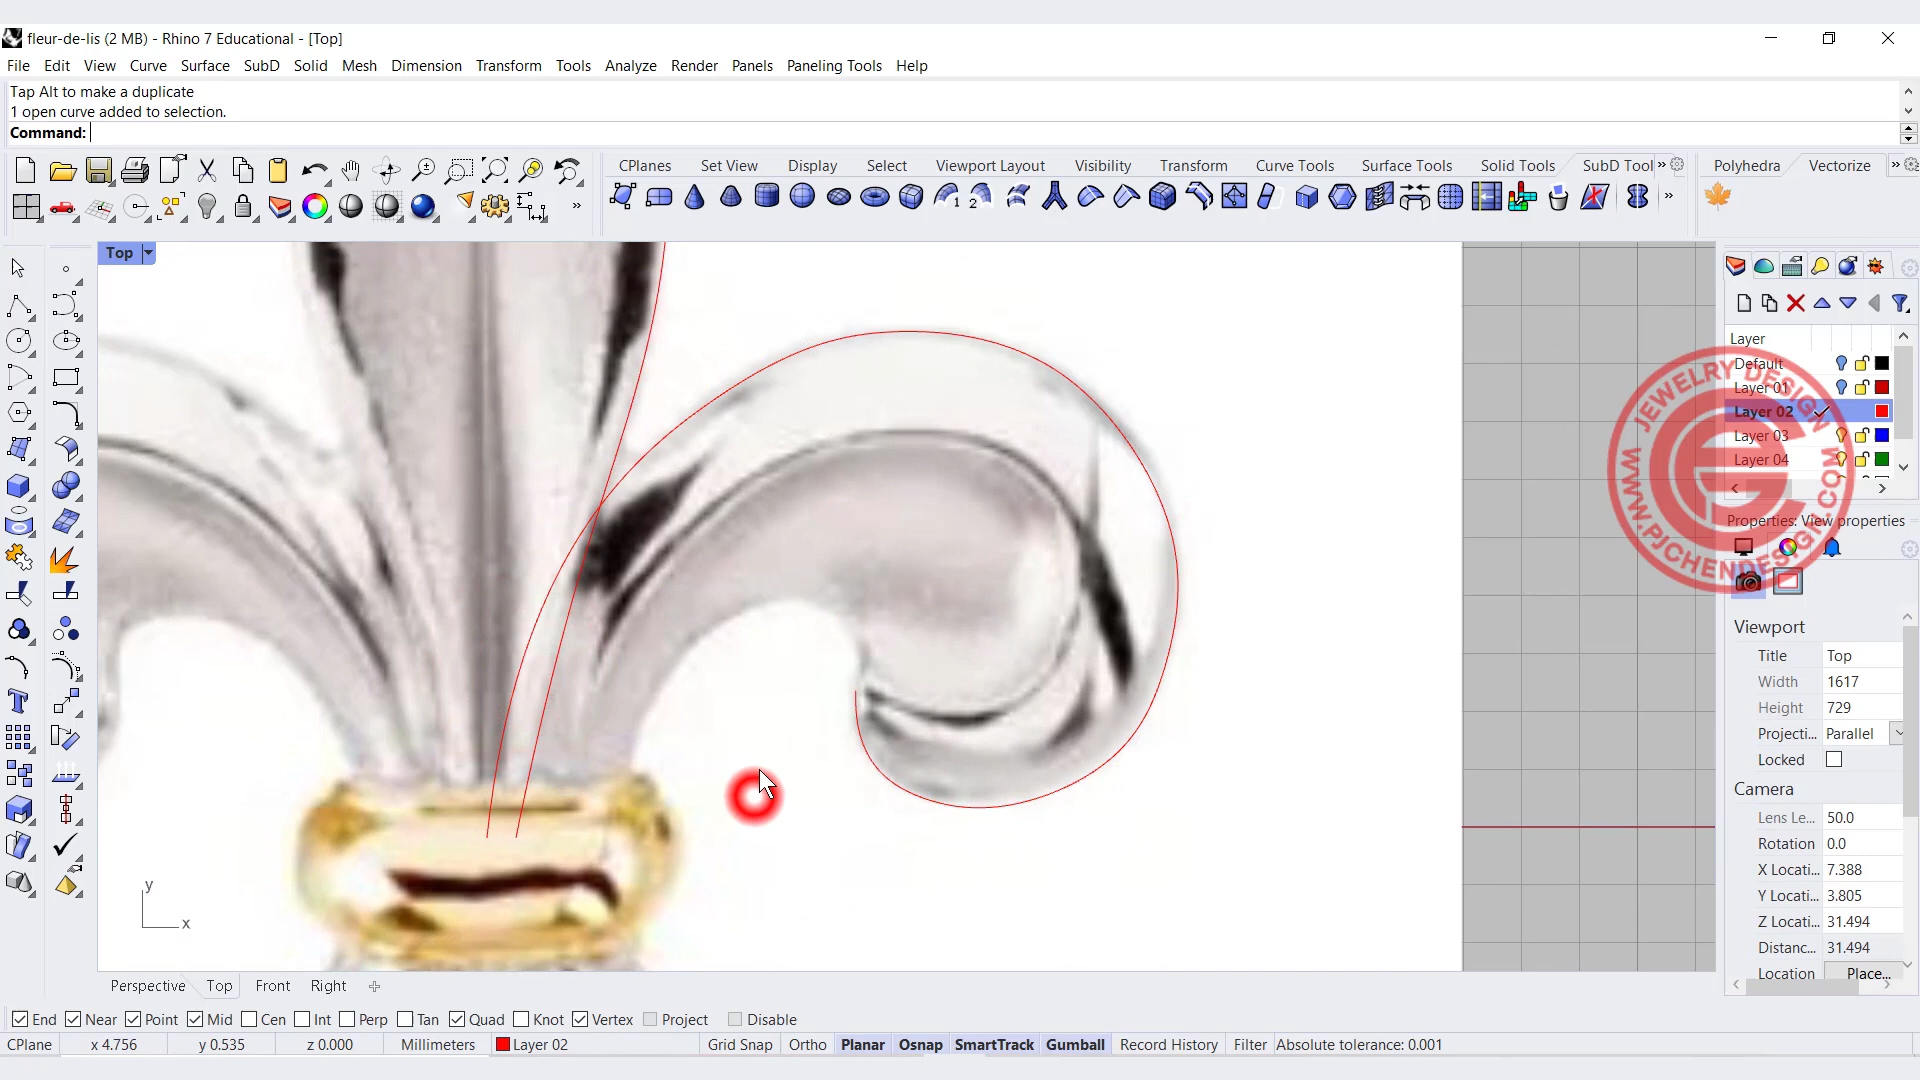 fleur-de-lis (2 MB) - Rhino 7 Educational - [Top]
File Edit View Curve Surface SubD Solid Mesh Dimension Transform Tools Analyze Render Panels Paneling Tools Help
Tap Alt to make a duplicate
1 open curve added to selection.
Command:
CPlanes Set View Display Select Viewport Layout Visibility Transform Curve Tools Surface Tools Solid Tools SubD Tool » Polyhedra Vectorize »
Top
Layer
Default
Layer 01
Layer 02
Layer 03
Layer 04
JEWELRY DESIGN
WWW.PJCHENDESIGN.COM
Properties: View properties
Viewport
Title Top
Width 1617
Height 729
Projecti... Parallel
Locked
Camera
Lens Le... 50.0
Rotation 0.0
X Locati... 7.388
Y Locati... 3.805
Z Locati... 31.494
Distanc... 31.494
Location Place...
y
x
Perspective Top Front Right
End Near Point Mid Cen Int Perp Tan Quad Knot Vertex Project Disable
CPlane x 4.756 y 0.535 z 0.000 Millimeters Layer 02 Grid Snap Ortho Planar Osnap SmartTrack Gumball Record History Filter Absolute tolerance: 0.001